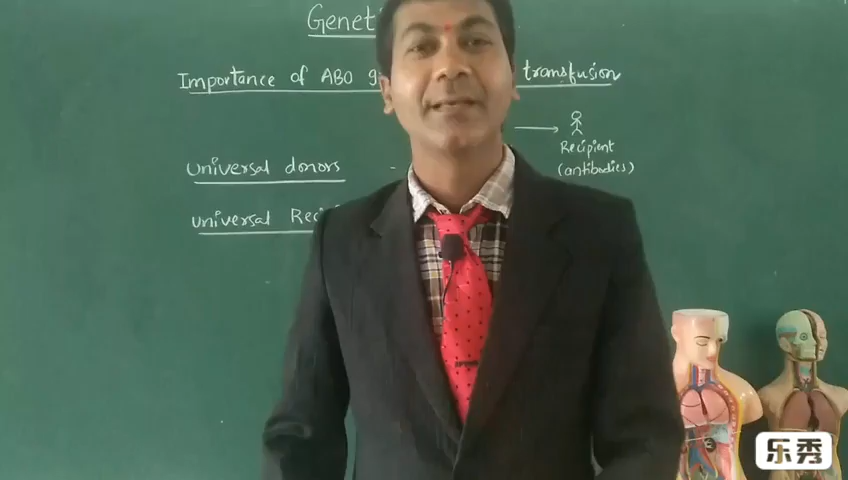 Genet
Importance of ABO g transfusion
Recipient
(antibodies)
universal donors -
universal Reci
乐秀